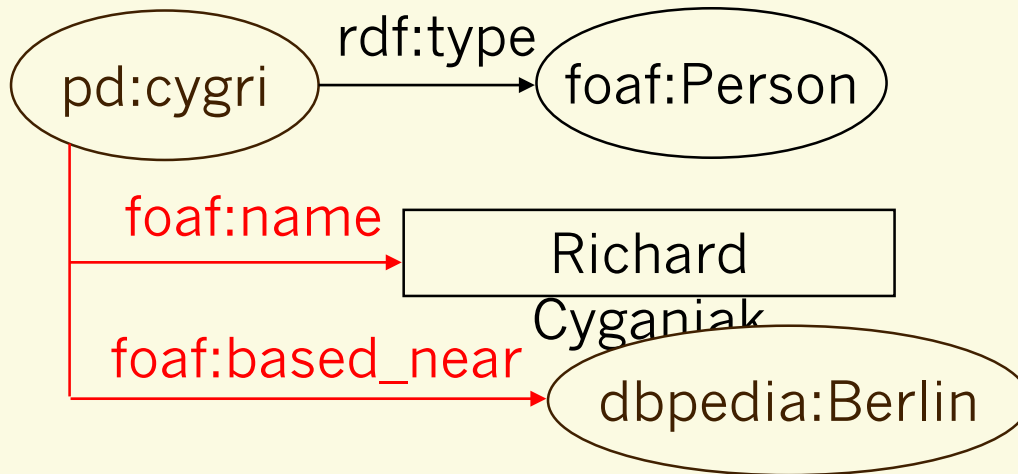 rdf:type
pd:cygri
foaf:Person
foaf:name
Richard
Cyganiak
foaf:based_near
dbpedia:Berlin